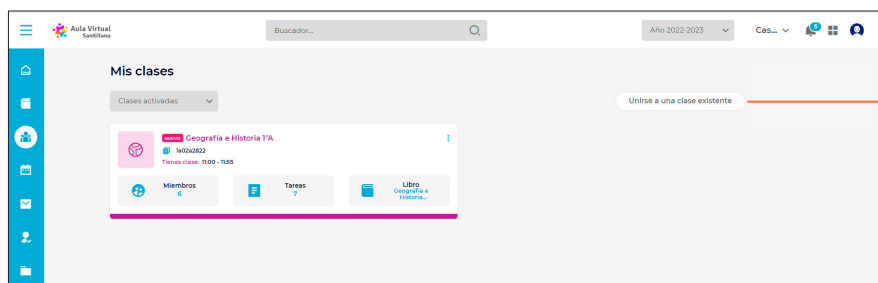 Aula Virtual
Santillana
Buscador...
Año 2022-2023
Cas...
5
Mis clases
Clases activadas
Unirse a una clase existente
NUEVO Geografía e Historia 1ºA
1a02a2822
Tienes clase: 11:00 - 11:55
Miembros
6
Tareas
7
Libro
Geografía e
Historia...